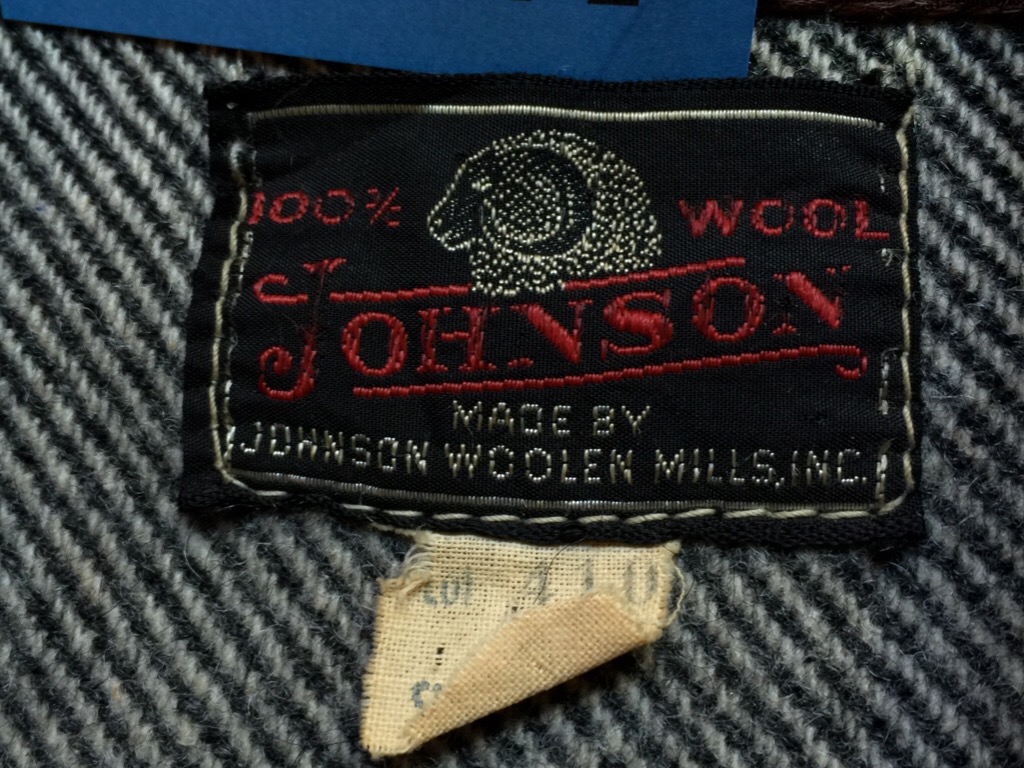 100% WOOL
JOHNSON
MADE BY
JOHNSON WOOLEN MILLS, INC.